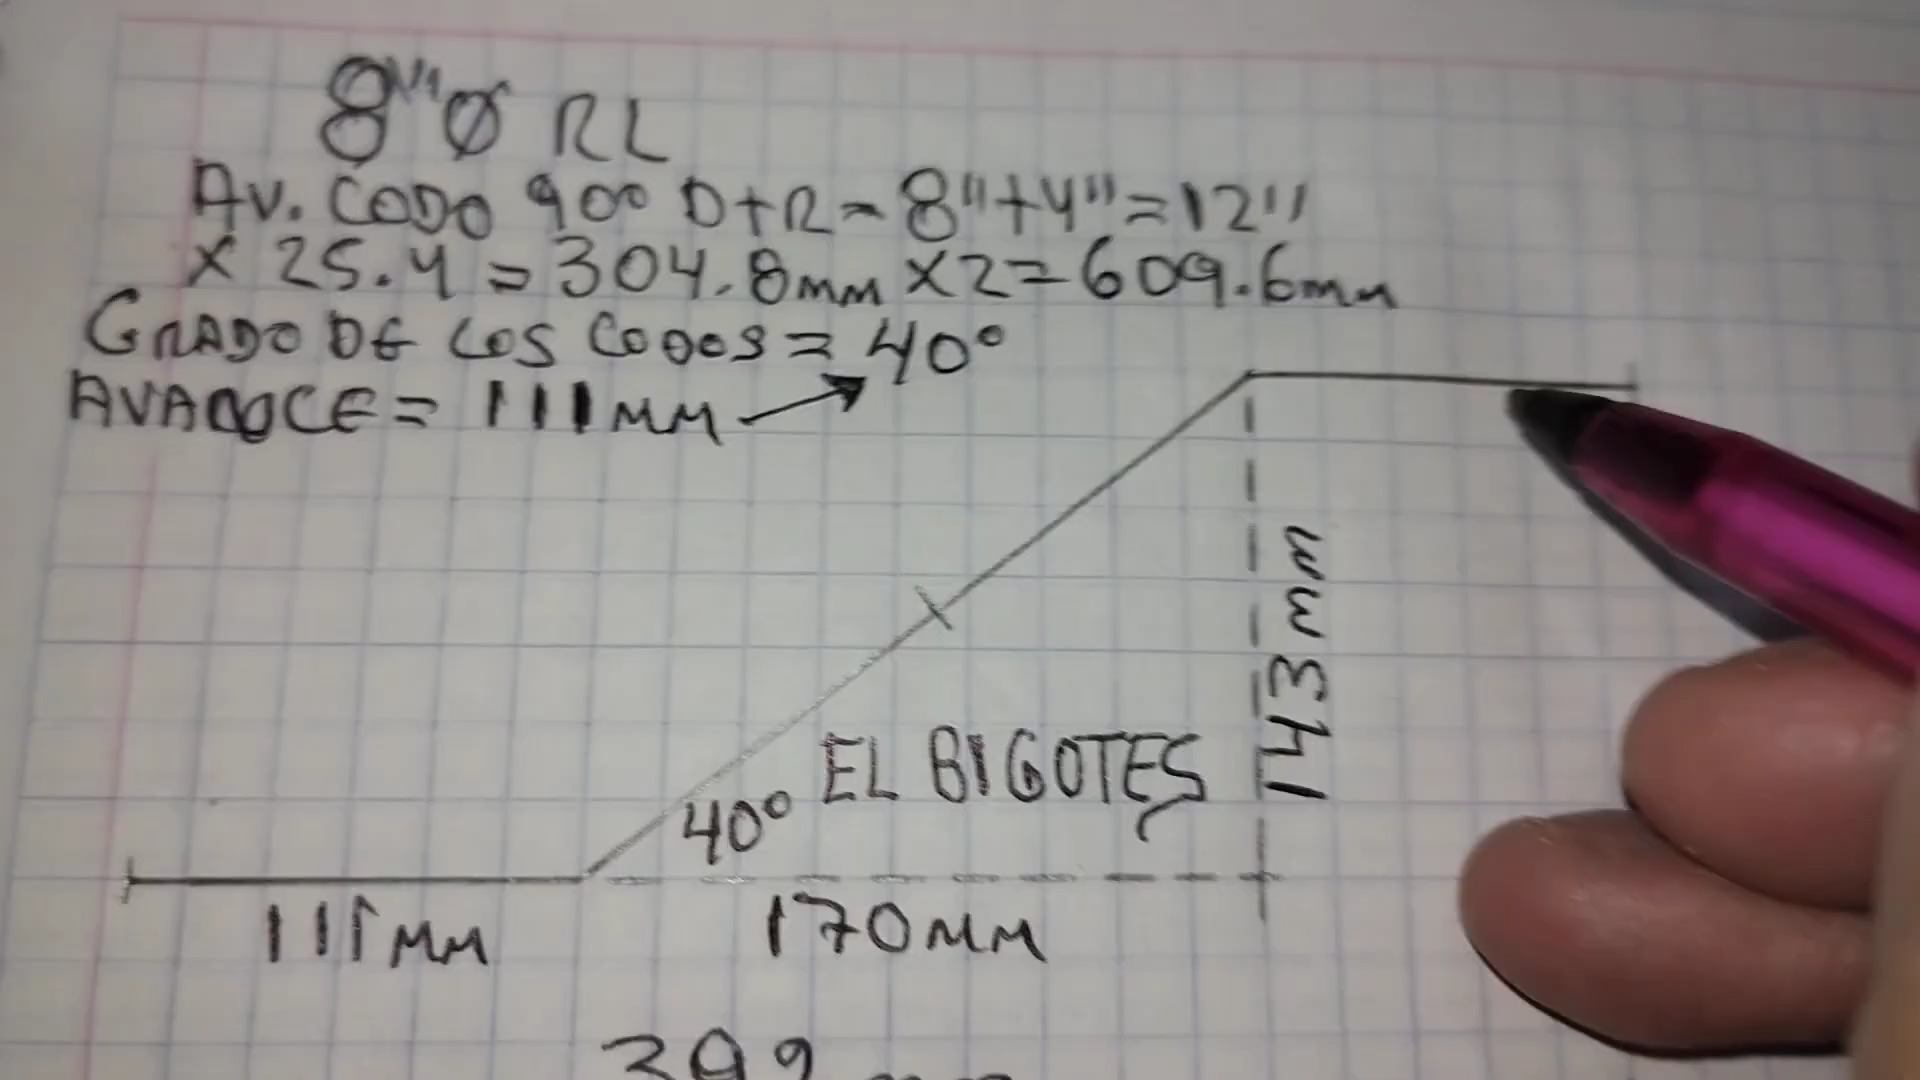 8"Ø RL
AV. CODO 90° D+R = 8"+4" = 12"
x 25.4 = 304.8mm x2 = 609.6mm
GRADO DE LOS CODOS = 40°
= 111MM
143mm
EL BIGOTES
40°
111MM
170MM